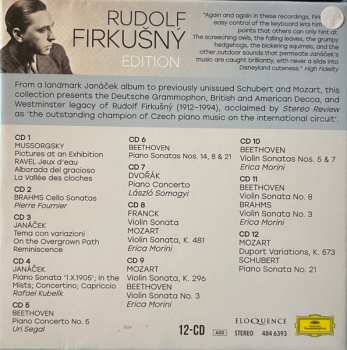 RUDOLF
FIRKUŠNÝ
EDITION
"Again and again in these recordings, Firk
easy control of the keyboard lets him
points that others can only hint at.
The screeching owls, the falling leaves, the grumpy
hedgehogs, the bickering squirrels, and the
other outdoor sounds that permeate Janáček's
music are caught brilliantly, with never a slide into
Disneyland cuteness." High Fidelity
From a landmark Janáček album to previously unissued Schubert and Mozart, this
collection presents the Deutsche Grammophon, British and American Decca, and
Westminster legacy of Rudolf Firkušný (1912–1994), acclaimed by Stereo Review
as 'the outstanding champion of Czech piano music on the international circuit'.
CD 1
MUSSORGSKY
Pictures at an Exhibition
RAVEL Jeux d'eau
Alborada del gracioso
La Vallée des cloches
CD 2
BRAHMS Cello Sonatas
Pierre Fournier
CD 3
JANÁČEK
Tema con variazioni
On the Overgrown Path
Reminiscence
CD 4
JANÁČEK
Piano Sonata '1.X.1905'; In the
Mists; Concertino; Capriccio
Rafael Kubelík
CD 5
BEETHOVEN
Piano Concerto No. 5
Uri Segal
CD 6
BEETHOVEN
Piano Sonatas Nos. 14, 8 & 21
CD 7
DVOŘÁK
Piano Concerto
László Somogyi
CD 8
FRANCK
Violin Sonata
MOZART
Violin Sonata, K. 481
Erica Morini
CD 9
MOZART
Violin Sonata, K. 296
BEETHOVEN
Violin Sonata No. 3
Erica Morini
CD 10
BEETHOVEN
Violin Sonatas Nos. 5 & 7
Erica Morini
CD 11
BEETHOVEN
Violin Sonata No. 8
BRAHMS
Violin Sonata No. 3
Erica Morini
CD 12
MOZART
Duport Variations, K. 573
SCHUBERT
Piano Sonata No. 21
12-CD
ADD
STEREO
484 6393
ELOQUENCE
Deutsche
Grammophon